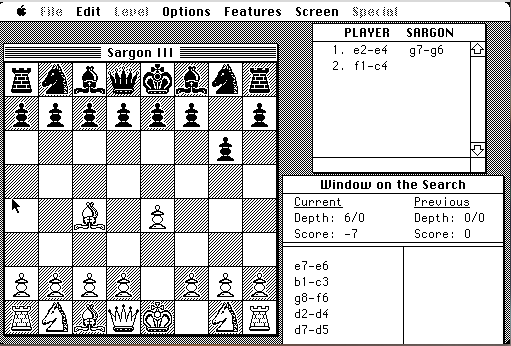 File Edit Level Options Features Screen Special
Sargon III
PLAYER SARGON
1. e2-e4 g7-g6
2. f1-c4
Window on the Search
Current Previous
Depth: 6/0 Depth: 0/0
Score: -7 Score: 0
e7-e6
b1-c3
g8-f6
d2-d4
d7-d5